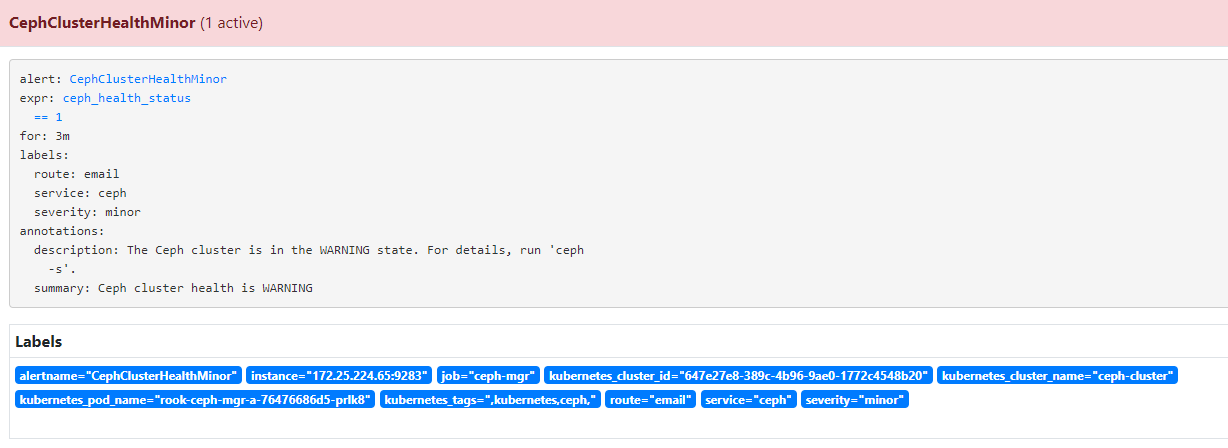 CephClusterHealthMinor (1 active)
alert: CephClusterHealthMinor
expr: ceph_health_status
== 1
for: 3m
labels:
route: email
service: ceph
severity: minor
annotations:
description: The Ceph cluster is in the WARNING state. For details, run 'ceph
-s'.
summary: Ceph cluster health is WARNING
Labels
alertname="CephClusterHealthMinor" instance="172.25.224.65:9283" job="ceph-mgr" kubernetes_cluster_id="647e27e8-389c-4b96-9ae0-1772c4548b20" kubernetes_cluster_name="ceph-cluster"
kubernetes_pod_name="rook-ceph-mgr-a-76476686d5-prlk8" kubernetes_tags=",kubernetes,ceph," route="email" service="ceph" severity="minor"